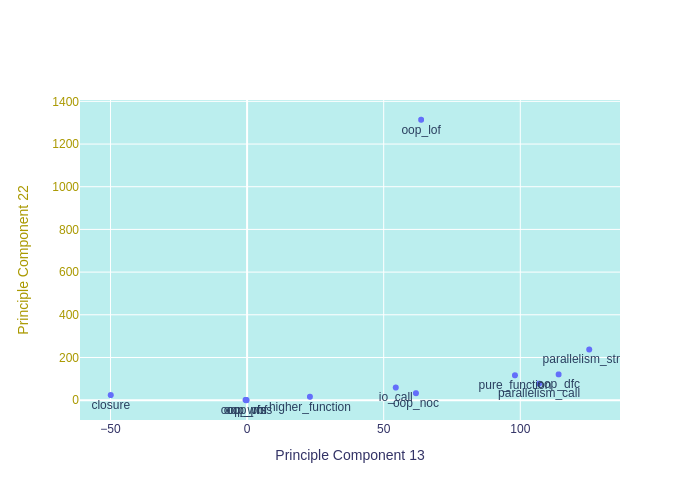 1400
1200
1000
800
600
400
200
0
Principle Component 22
oop_lof
parallelism_str
pure_function
oop_dfc
parallelism_call
io_call
oop_noc
higher_function
closure
−50
0
50
100
Principle Component 13